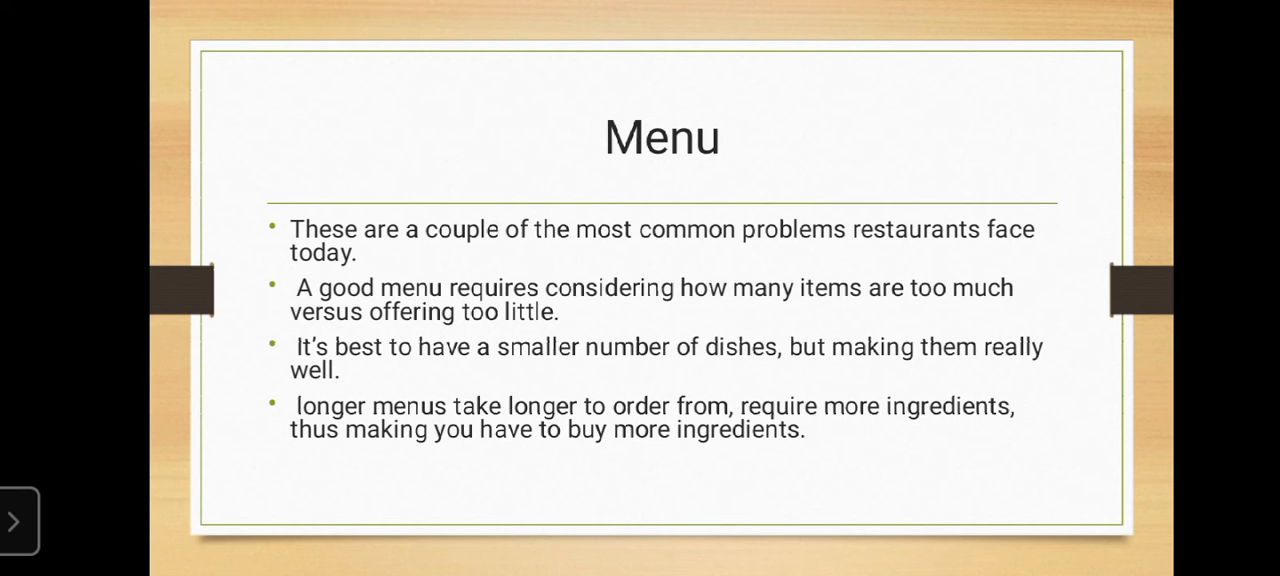 Menu
• These are a couple of the most common problems restaurants face
today.
• A good menu requires considering how many items are too much
versus offering too little.
• It’s best to have a smaller number of dishes, but making them really
well.
• longer menus take longer to order from, require more ingredients,
thus making you have to buy more ingredients.